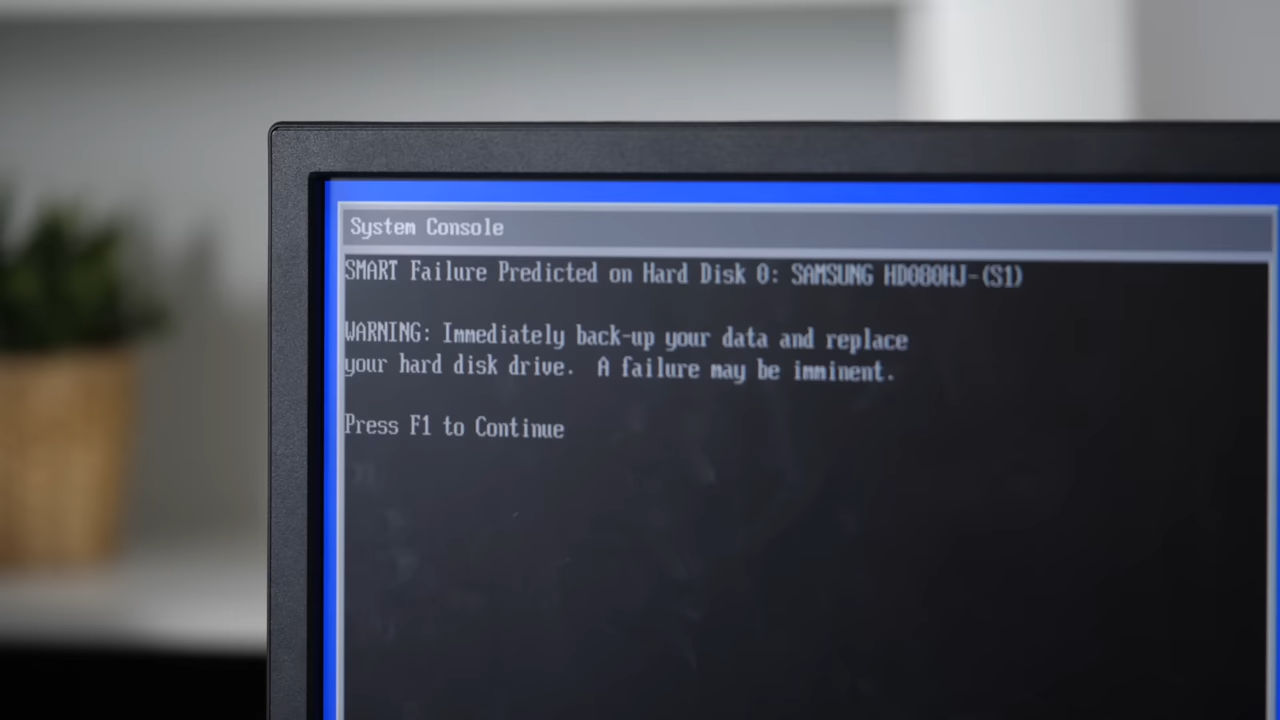 System Console
SMART Failure Predicted on Hard Disk 0: SAMSUNG HD080HJ-(S1)
WARNING: Immediately back-up your data and replace
your hard disk drive.  A failure may be imminent.
Press F1 to Continue